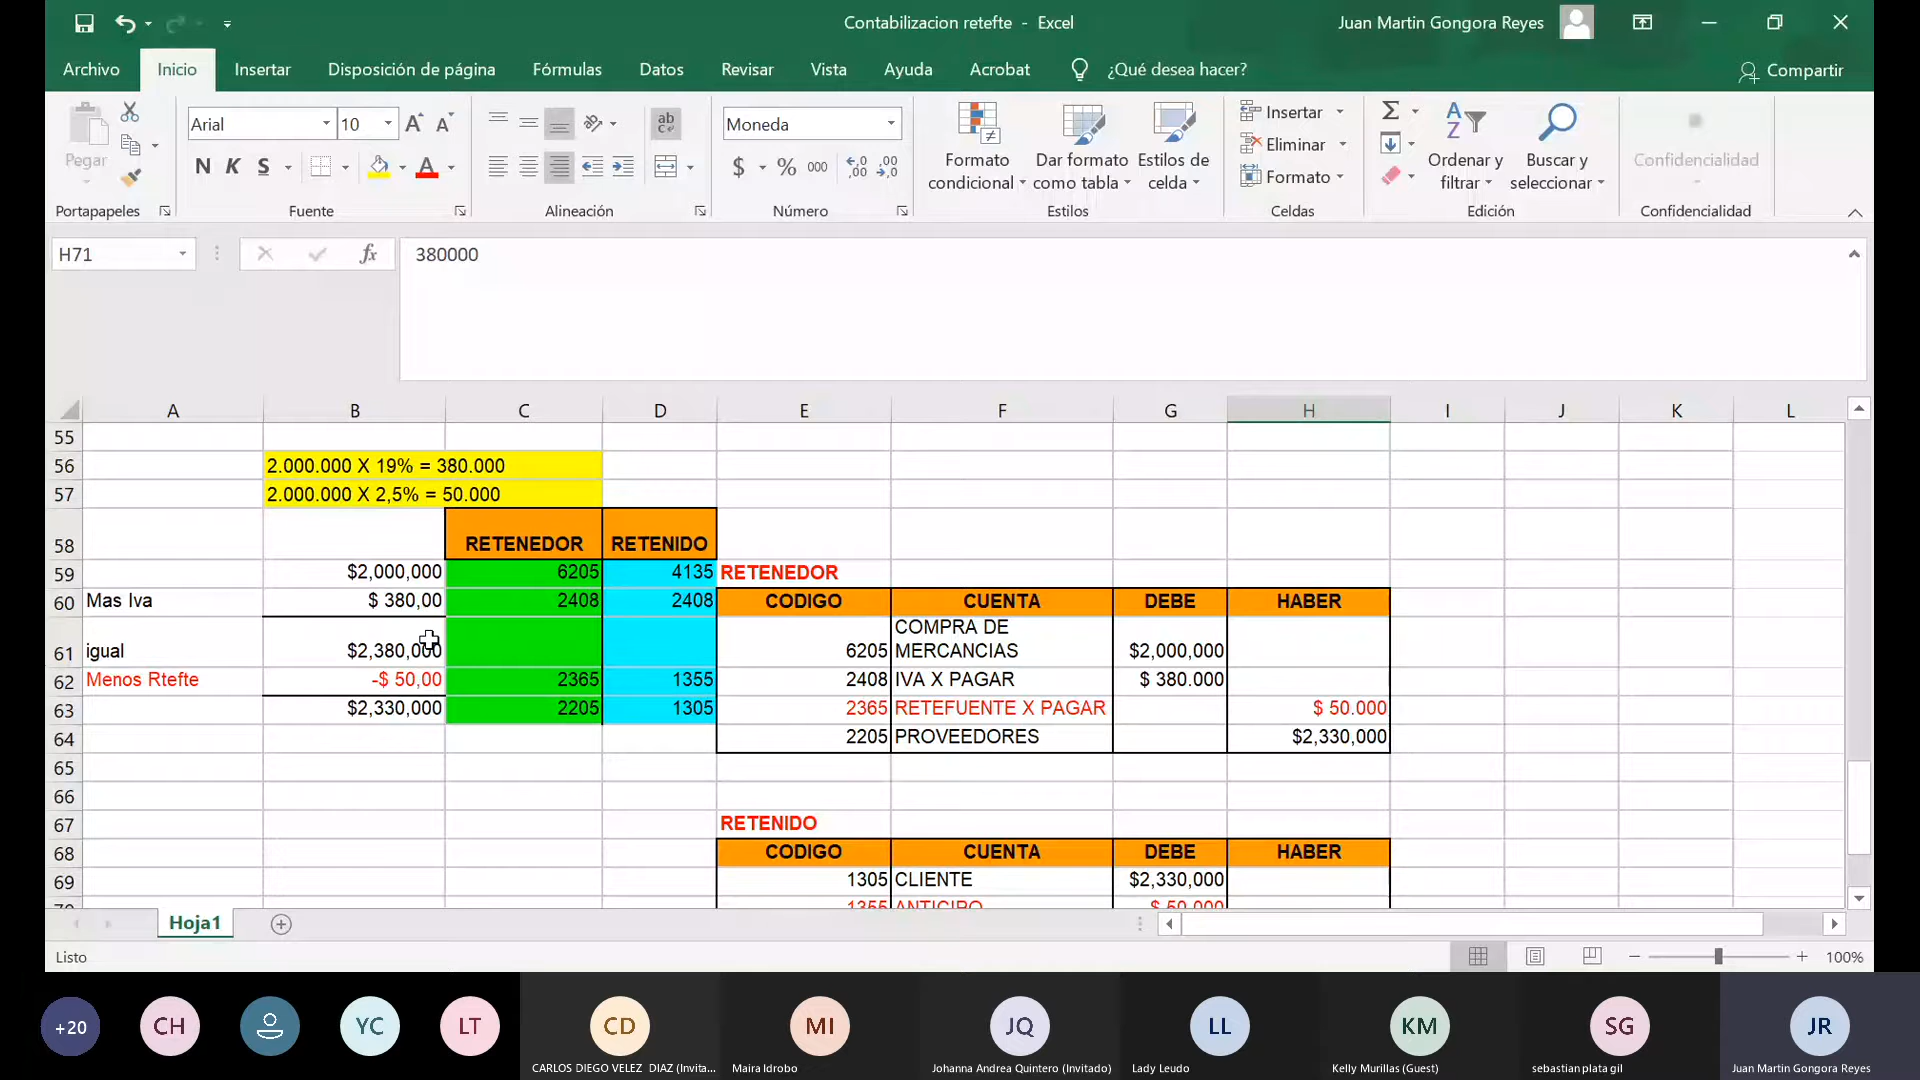 Contabilizacion retefte - Excel
Juan Martin Gongora Reyes
Archivo Inicio Insertar Disposición de página Fórmulas Datos Revisar Vista Ayuda Acrobat ¿Qué desea hacer? Compartir
Pegar
Portapapeles
Arial 10
N K S
Fuente
ab
Alineación
Moneda
$ % 000
Número
Formato condicional
Dar formato como tabla
Estilos de celda
Estilos
Insertar
Eliminar
Formato
Celdas
Ordenar y filtrar
Buscar y seleccionar
Edición
Confidencialidad
Confidencialidad
H71 fx 380000
A B C D E F G H I J K L
55
56 2.000.000 X 19% = 380.000
57 2.000.000 X 2,5% = 50.000
58 RETENEDOR RETENIDO
59 $2,000,000 6205 4135 RETENEDOR
60 Mas Iva $ 380,00 2408 2408 CODIGO CUENTA DEBE HABER
61 igual $2,380,000 6205 COMPRA DE MERCANCIAS $2,000,000
62 Menos Rtefte -$ 50,00 2365 1355 2408 IVA X PAGAR $ 380.000
63 $2,330,000 2205 1305 2365 RETEFUENTE X PAGAR $ 50.000
64 2205 PROVEEDORES $2,330,000
65
66
67 RETENIDO
68 CODIGO CUENTA DEBE HABER
69 1305 CLIENTE $2,330,000
70 1355 ANTICIPO $ 50.000
Hoja1
Listo
100%
+20 CH YC LT CD MI JQ LL KM SG JR
CARLOS DIEGO VELEZ DIAZ (Invita... Maira Idrobo Johanna Andrea Quintero (Invitado) Lady Leudo Kelly Murillas (Guest) sebastian plata gil Juan Martin Gongora Reyes